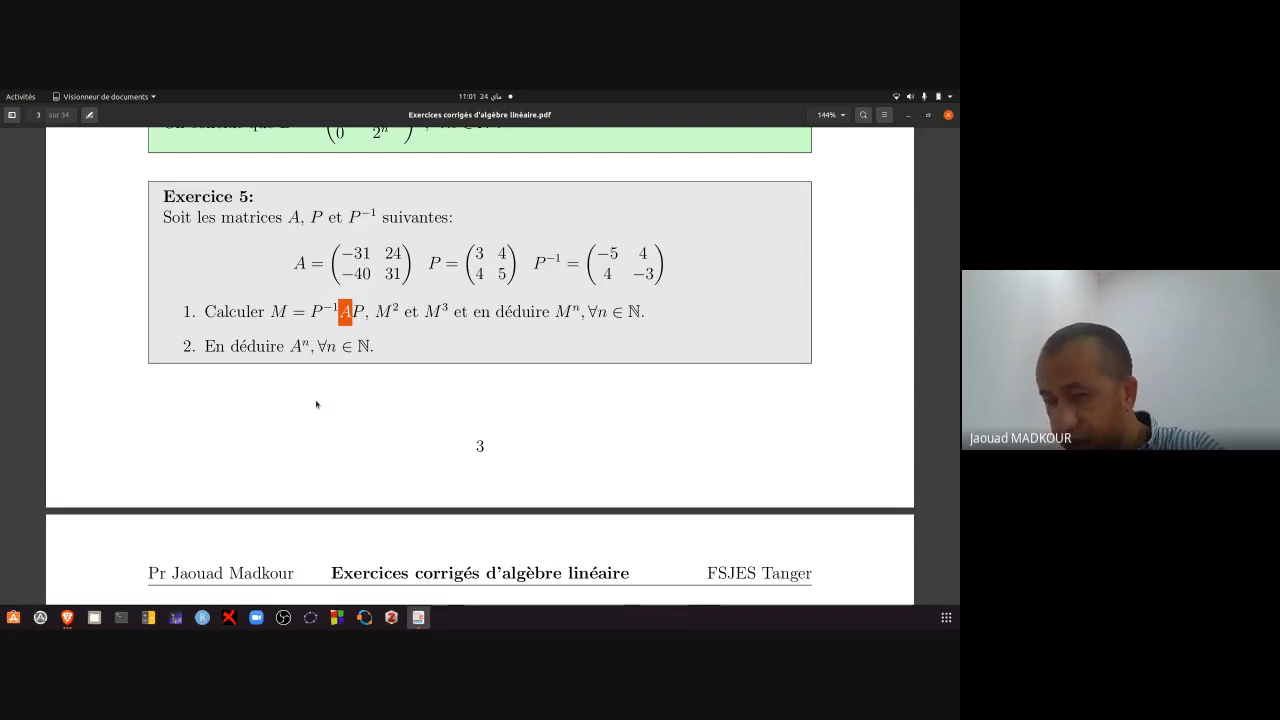 Activités Visionneur de documents 11:01 24 ماي
3 sur 34 Exercices corrigés d'algèbre linéaire.pdf 144%
0 2ⁿ
Exercice 5:
Soit les matrices A, P et P⁻¹ suivantes:
A = (−31 24 −40 31) P = (3 4 4 5) P⁻¹ = (−5 4 4 −3)
1. Calculer M = P⁻¹AP, M² et M³ et en déduire Mⁿ, ∀n ∈ ℕ.
2. En déduire Aⁿ, ∀n ∈ ℕ.
3
Pr Jaouad Madkour Exercices corrigés d'algèbre linéaire FSJES Tanger
Jaouad MADKOUR